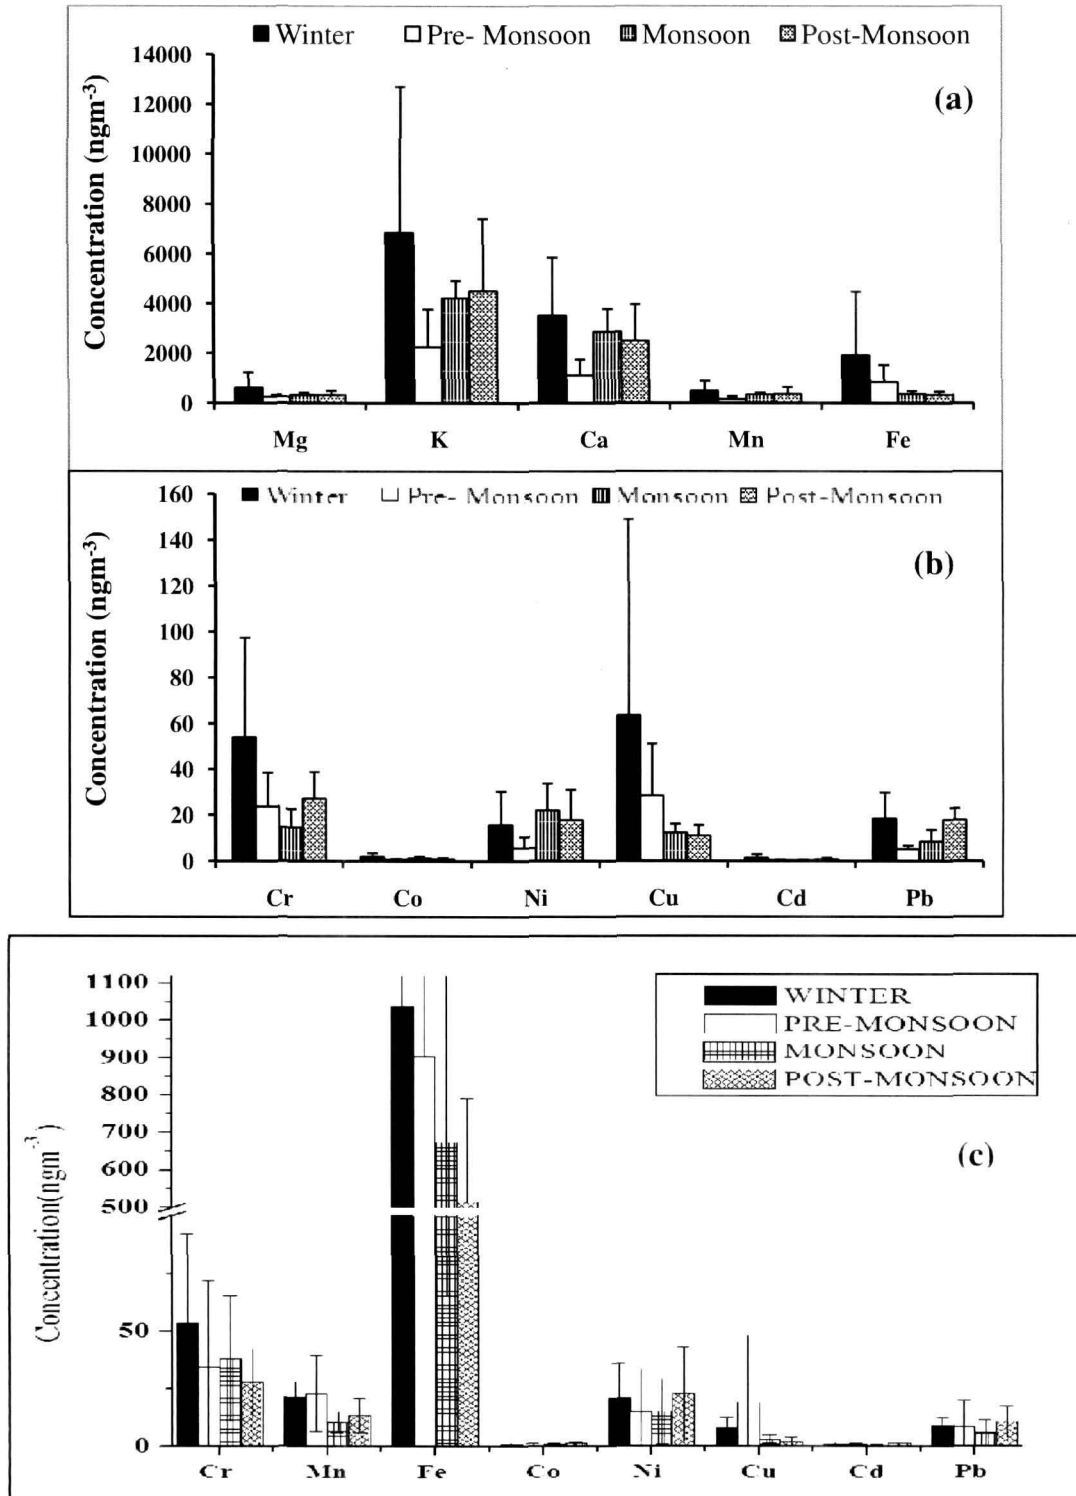 Winter Pre- Monsoon Monsoon Post-Monsoon
(a)
Concentration (ngm⁻³)
14000
12000
10000
8000
6000
4000
2000
0
Mg K Ca Mn Fe
Winter Pre- Monsoon Monsoon Post-Monsoon
(b)
Concentration (ngm⁻³)
160
140
120
100
80
60
40
20
0
Cr Co Ni Cu Cd Pb
WINTER
PRE-MONSOON
MONSOON
POST-MONSOON
(c)
Concentration(ngm⁻³)
1100
1000
900
800
700
600
500
50
0
Cr Mn Fe Co Ni Cu Cd Pb